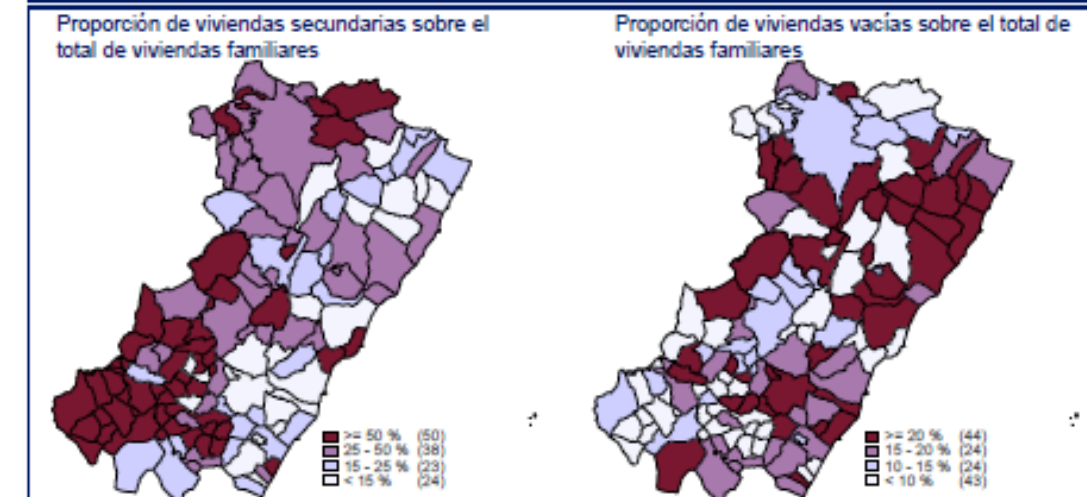 Proporción de viviendas secundarias sobre el
total de viviendas familiares
>= 50 % (50)
25 - 50 % (38)
15 - 25 % (23)
< 15 % (24)
Proporción de viviendas vacías sobre el total de
viviendas familiares
>= 20 % (44)
15 - 20 % (24)
10 - 15 % (24)
< 10 % (43)